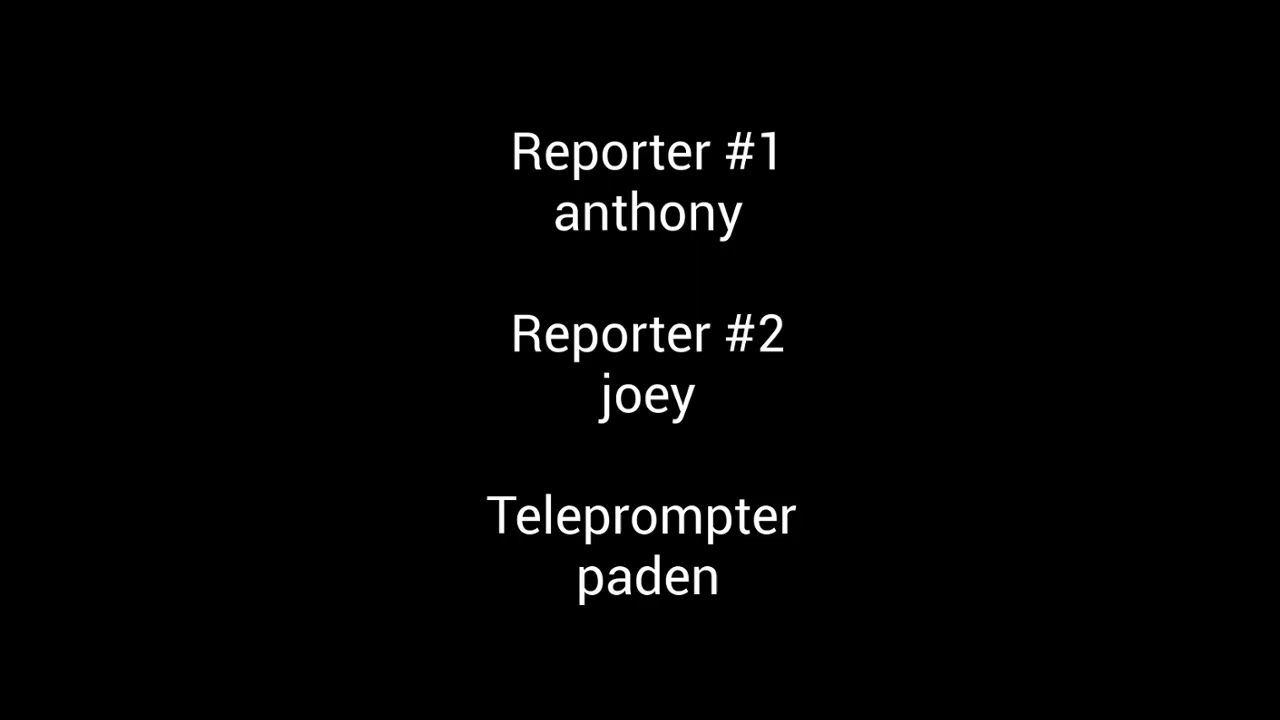 Reporter #1
anthony
Reporter #2
joey
Teleprompter
paden